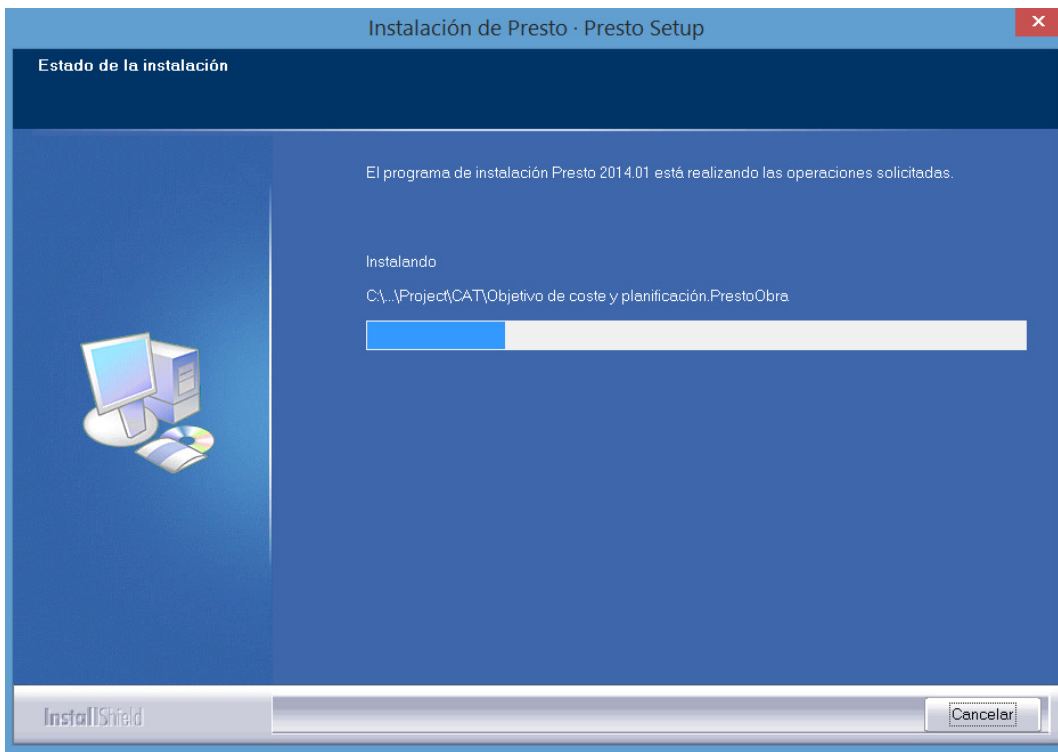 Instalación de Presto · Presto Setup
Estado de la instalación
El programa de instalación Presto 2014.01 está realizando las operaciones solicitadas.
Instalando
C:\...\Project\CAT\Objetivo de coste y planificación.PrestoObra
InstallShield
Cancelar